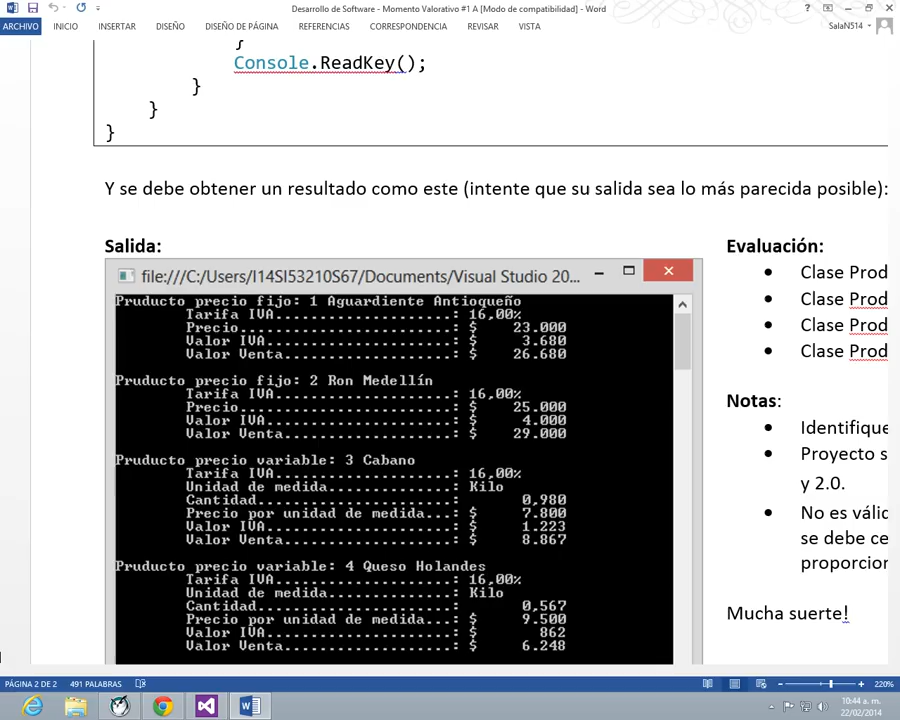 Desarrollo de Software - Momento Valorativo #1 A [Modo de compatibilidad] - Word
ARCHIVO INICIO INSERTAR DISEÑO DISEÑO DE PÁGINA REFERENCIAS CORRESPONDENCIA REVISAR VISTA SalaN514
}
Console.ReadKey();
}
}
}
Y se debe obtener un resultado como este (intente que su salida sea lo más parecida posible):
Salida:
file:///C:/Users/I14SI53210S67/Documents/Visual Studio 20...
Pruducto precio fijo: 1 Aguardiente Antioqueño
Tarifa IVA.....................: 16,00%
Precio.........................: $ 23.000
Valor IVA......................: $ 3.680
Valor Venta....................: $ 26.680
Pruducto precio fijo: 2 Ron Medellín
Tarifa IVA.....................: 16,00%
Precio.........................: $ 25.000
Valor IVA......................: $ 4.000
Valor Venta....................: $ 29.000
Pruducto precio variable: 3 Cabano
Tarifa IVA.....................: 16,00%
Unidad de medida...............: Kilo
Cantidad.......................: 0,980
Precio por unidad de medida...: $ 7.800
Valor IVA......................: $ 1.223
Valor Venta....................: $ 8.867
Pruducto precio variable: 4 Queso Holandes
Tarifa IVA.....................: 16,00%
Unidad de medida...............: Kilo
Cantidad.......................: 0,567
Precio por unidad de medida...: $ 9.500
Valor IVA......................: $ 862
Valor Venta....................: $ 6.248
Evaluación:
• Clase Prod
• Clase Prod
• Clase Prod
• Clase Prod
Notas:
• Identifique
• Proyecto s
y 2.0.
• No es válid
se debe ce
proporcion
Mucha suerte!
PÁGINA 2 DE 2 491 PALABRAS 220%
10:44 a. m.
22/02/2014